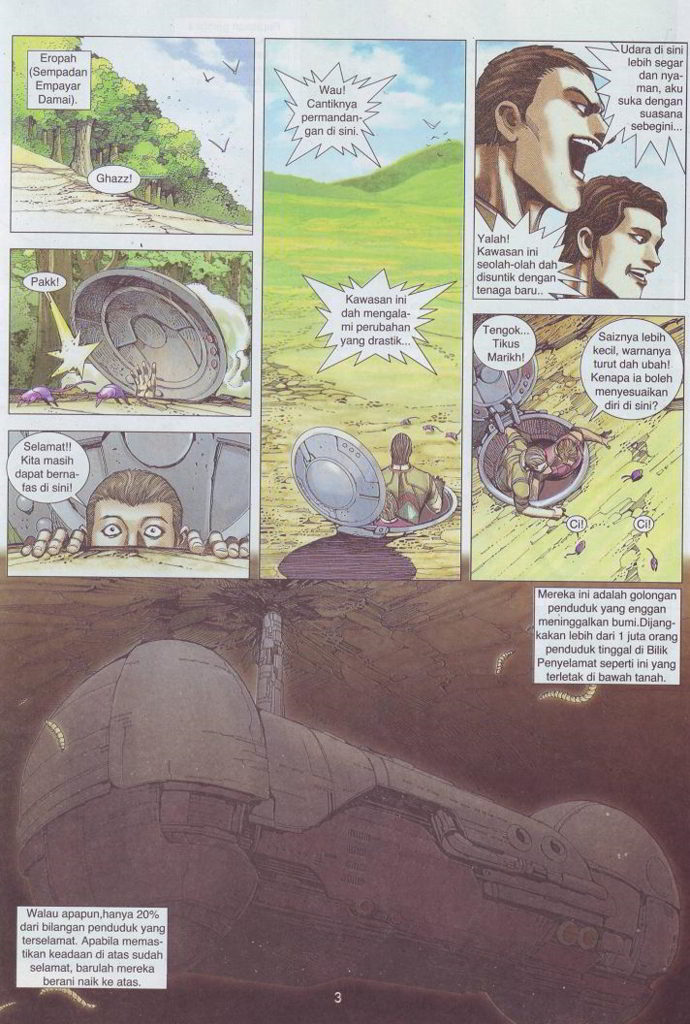 Eropah
(Sempadan
Empayar
Damai).
Ghazz!
Pakk!
Selamat!!
Kita masih
dapat berna-
fas di sini!
Wau!
Cantiknya
permandan-
gan di sini.
Kawasan ini
dah mengala-
mi perubahan
yang drastik...
Udara di sini
lebih segar
dan nya-
man, aku
suka dengan
suasana
sebegini...
Yalah!
Kawasan ini
seolah-olah dah
disuntik dengan
tenaga baru..
Tengok...
Tikus
Marikh!
Saiznya lebih
kecil, warnanya
turut dah ubah!
Kenapa ia boleh
menyesuaikan
diri di sini?
Ci!
Ci!
Mereka ini adalah golongan
penduduk yang enggan
meninggalkan bumi.Dijang-
kakan lebih dari 1 juta orang
penduduk tinggal di Bilik
Penyelamat seperti ini yang
terletak di bawah tanah.
Walau apapun,hanya 20%
dari bilangan penduduk yang
terselamat. Apabila memas-
tikan keadaan di atas sudah
selamat, barulah mereka
berani naik ke atas.
3